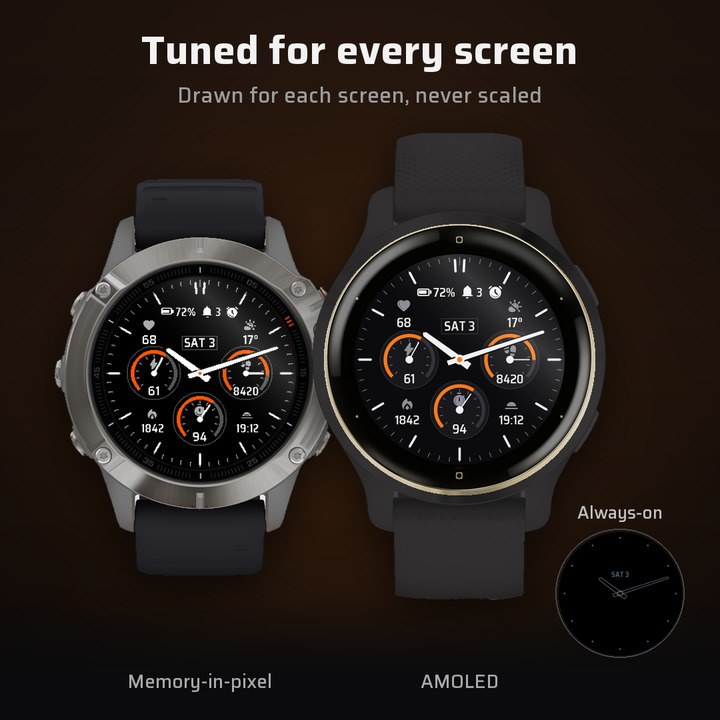 Tuned for every screen
Drawn for each screen, never scaled
72% 3
68 17°
SAT 3
61 8420
94
1842 19:12
72% 3
68 17°
SAT 3
61 8420
94
1842 19:12
Always-on
SAT 3
Memory-in-pixel
AMOLED